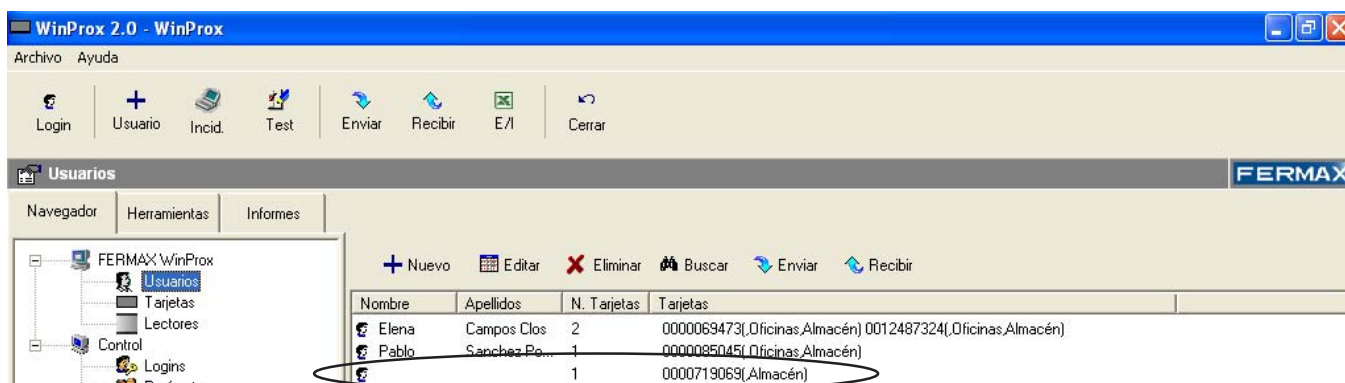 WinProx 2.0 - WinProx
Archivo Ayuda
Login Usuario Incid. Test Enviar Recibir E/I Cerrar
Usuarios FERMAX
Navegador Herramientas Informes
FERMAX WinProx
Usuarios
Tarjetas
Lectores
Control
Logins
Nuevo Editar Eliminar Buscar Enviar Recibir
Nombre Apellidos N. Tarjetas Tarjetas
Elena Campos Clos 2 0000069473(,Oficinas,Almacén) 0012487324(,Oficinas,Almacén)
Pablo Sanchez Po... 1 0000085045(,Oficinas,Almacén)
1 0000719069(,Almacén)